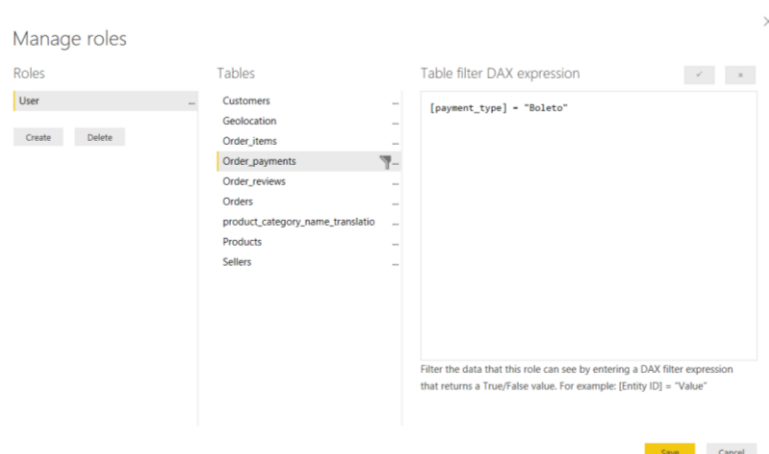 Manage roles
Roles
Tables
Table filter DAX expression
User
...
Create
Delete
Customers
...
Geolocation
...
Order_items
...
Order_payments
...
Order_reviews
...
Orders
...
product_category_name_translatio
...
Products
...
Sellers
...
[payment_type] = "Boleto"
Filter the data that this role can see by entering a DAX filter expression
that returns a True/False value. For example: [Entity ID] = "Value"
Save
Cancel